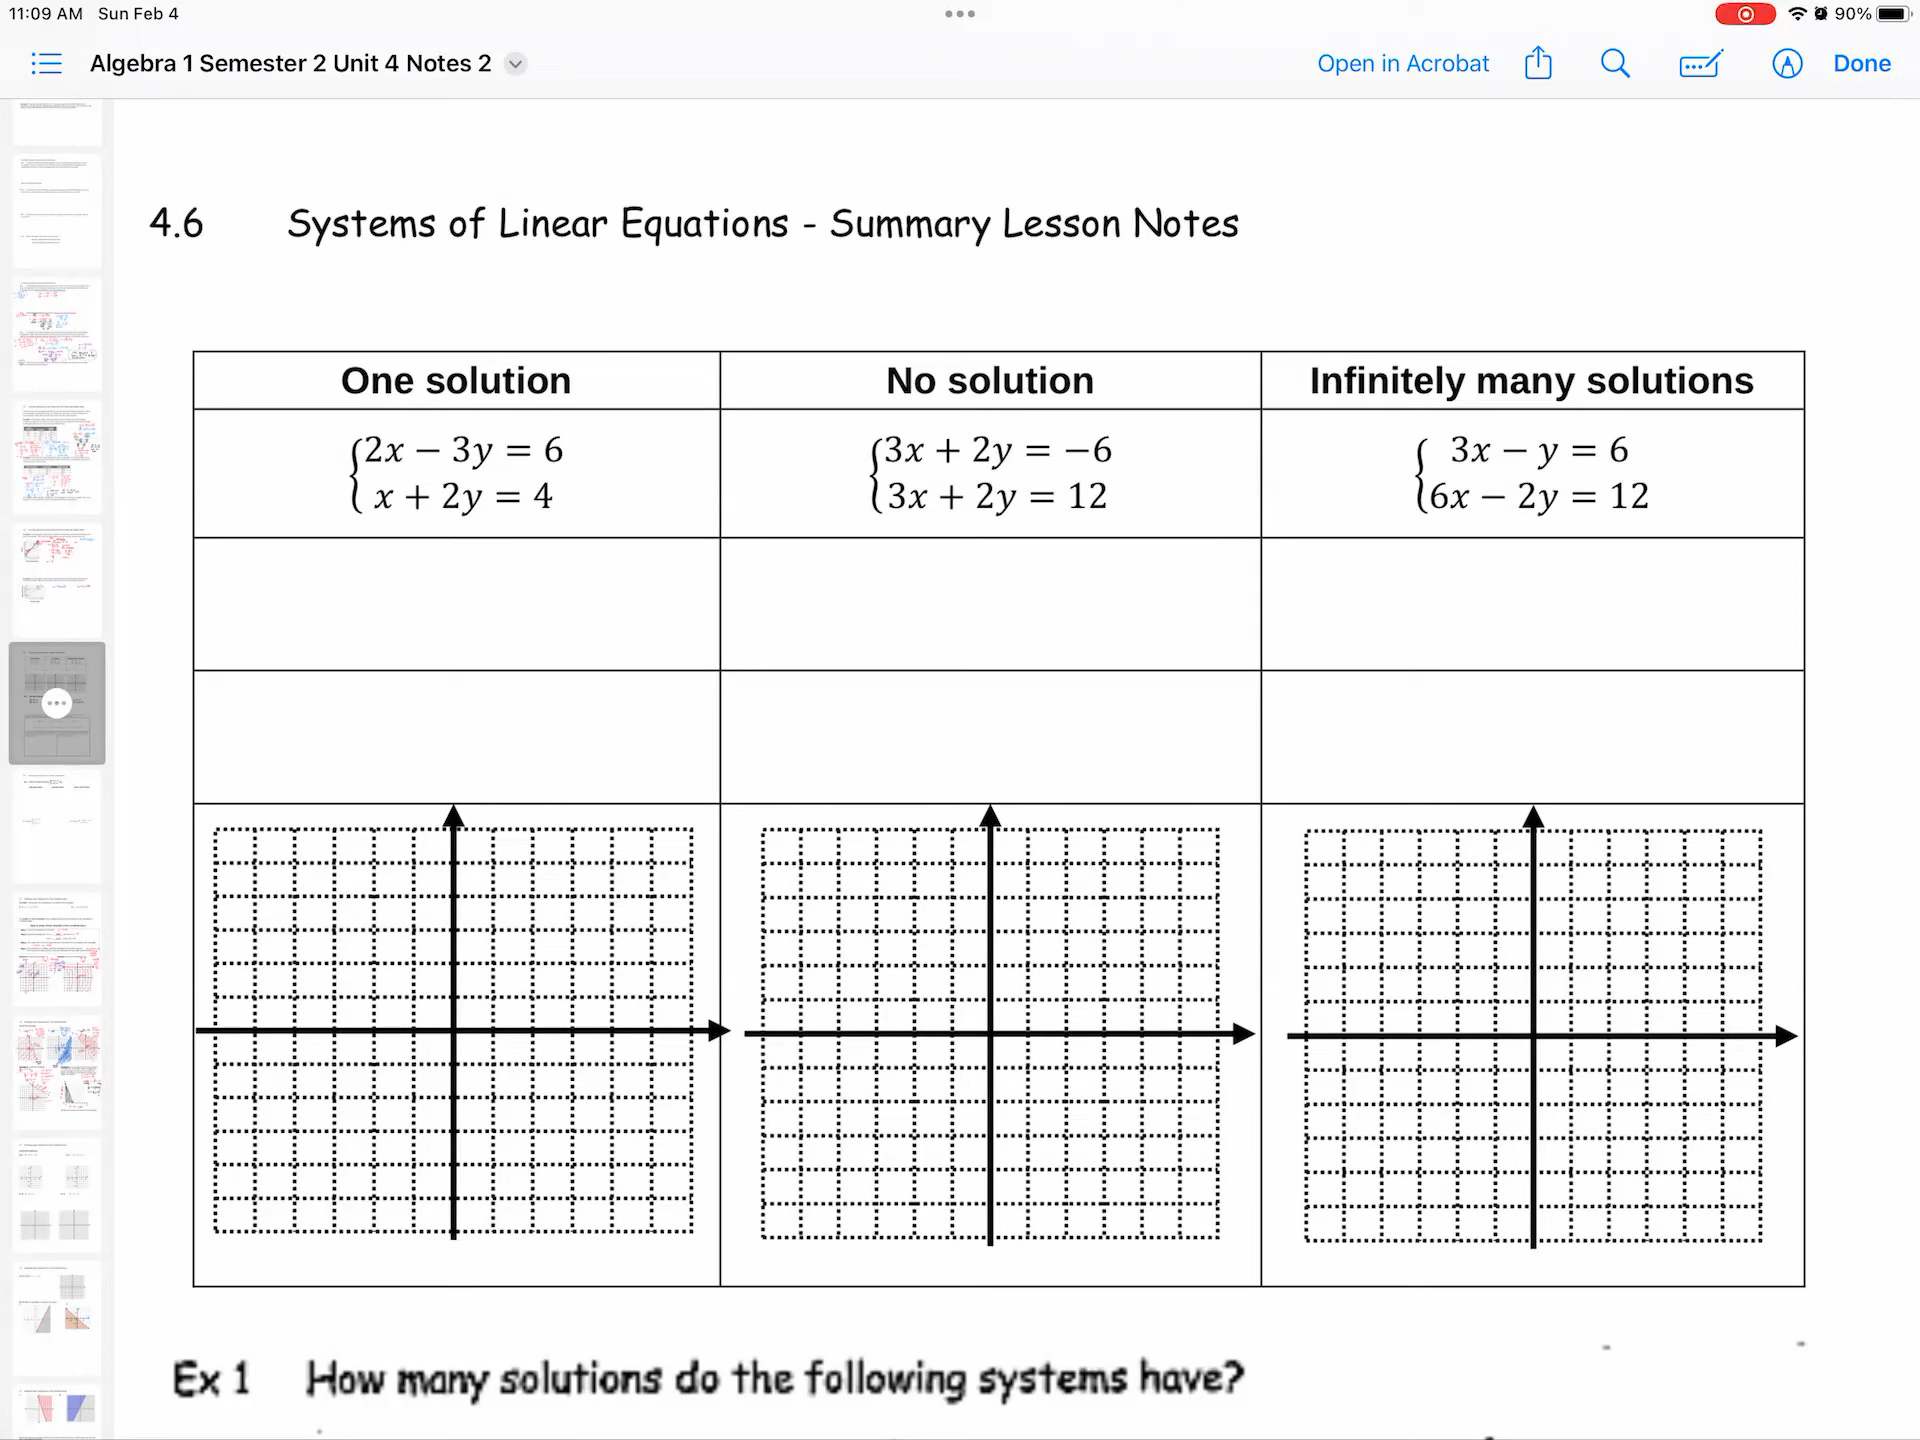 11:09 AM Sun Feb 4
90%
Algebra 1 Semester 2 Unit 4 Notes 2
Open in Acrobat
Done
4.6 Systems of Linear Equations - Summary Lesson Notes
One solution
No solution
Infinitely many solutions
2x − 3y = 6
x + 2y = 4
3x + 2y = −6
3x + 2y = 12
3x − y = 6
6x − 2y = 12
Ex 1 How many solutions do the following systems have?